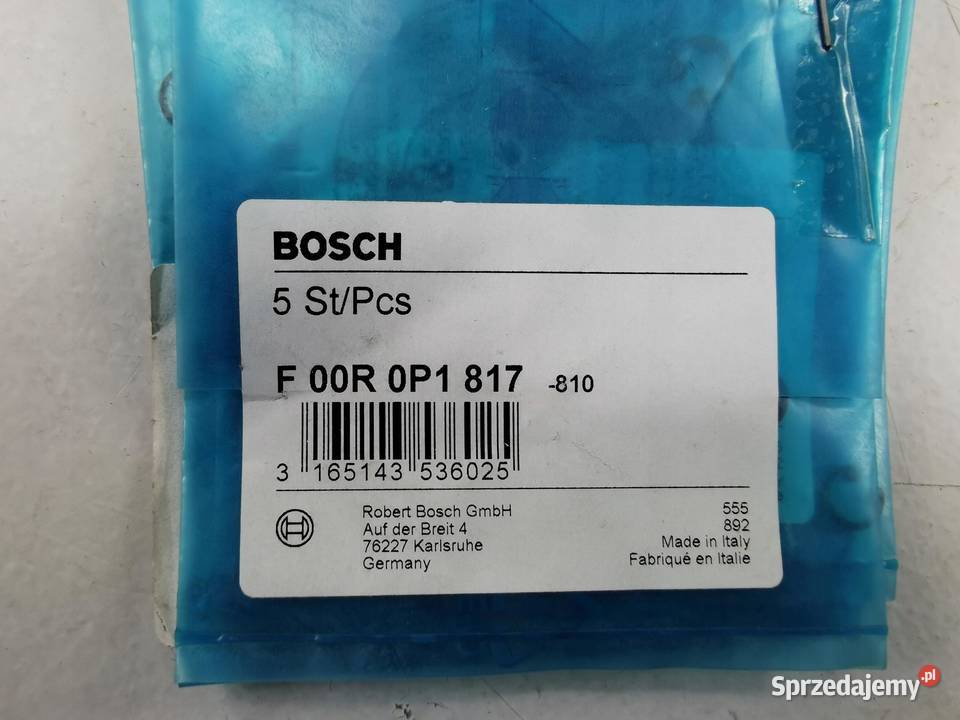 BOSCH
5 St/Pcs
F 00R 0P1 817 -810
3 165143 536025
Robert Bosch GmbH
Auf der Breit 4
76227 Karlsruhe
Germany
555
892
Made in Italy
Fabriqué en Italie
Sprzedajemy.pl